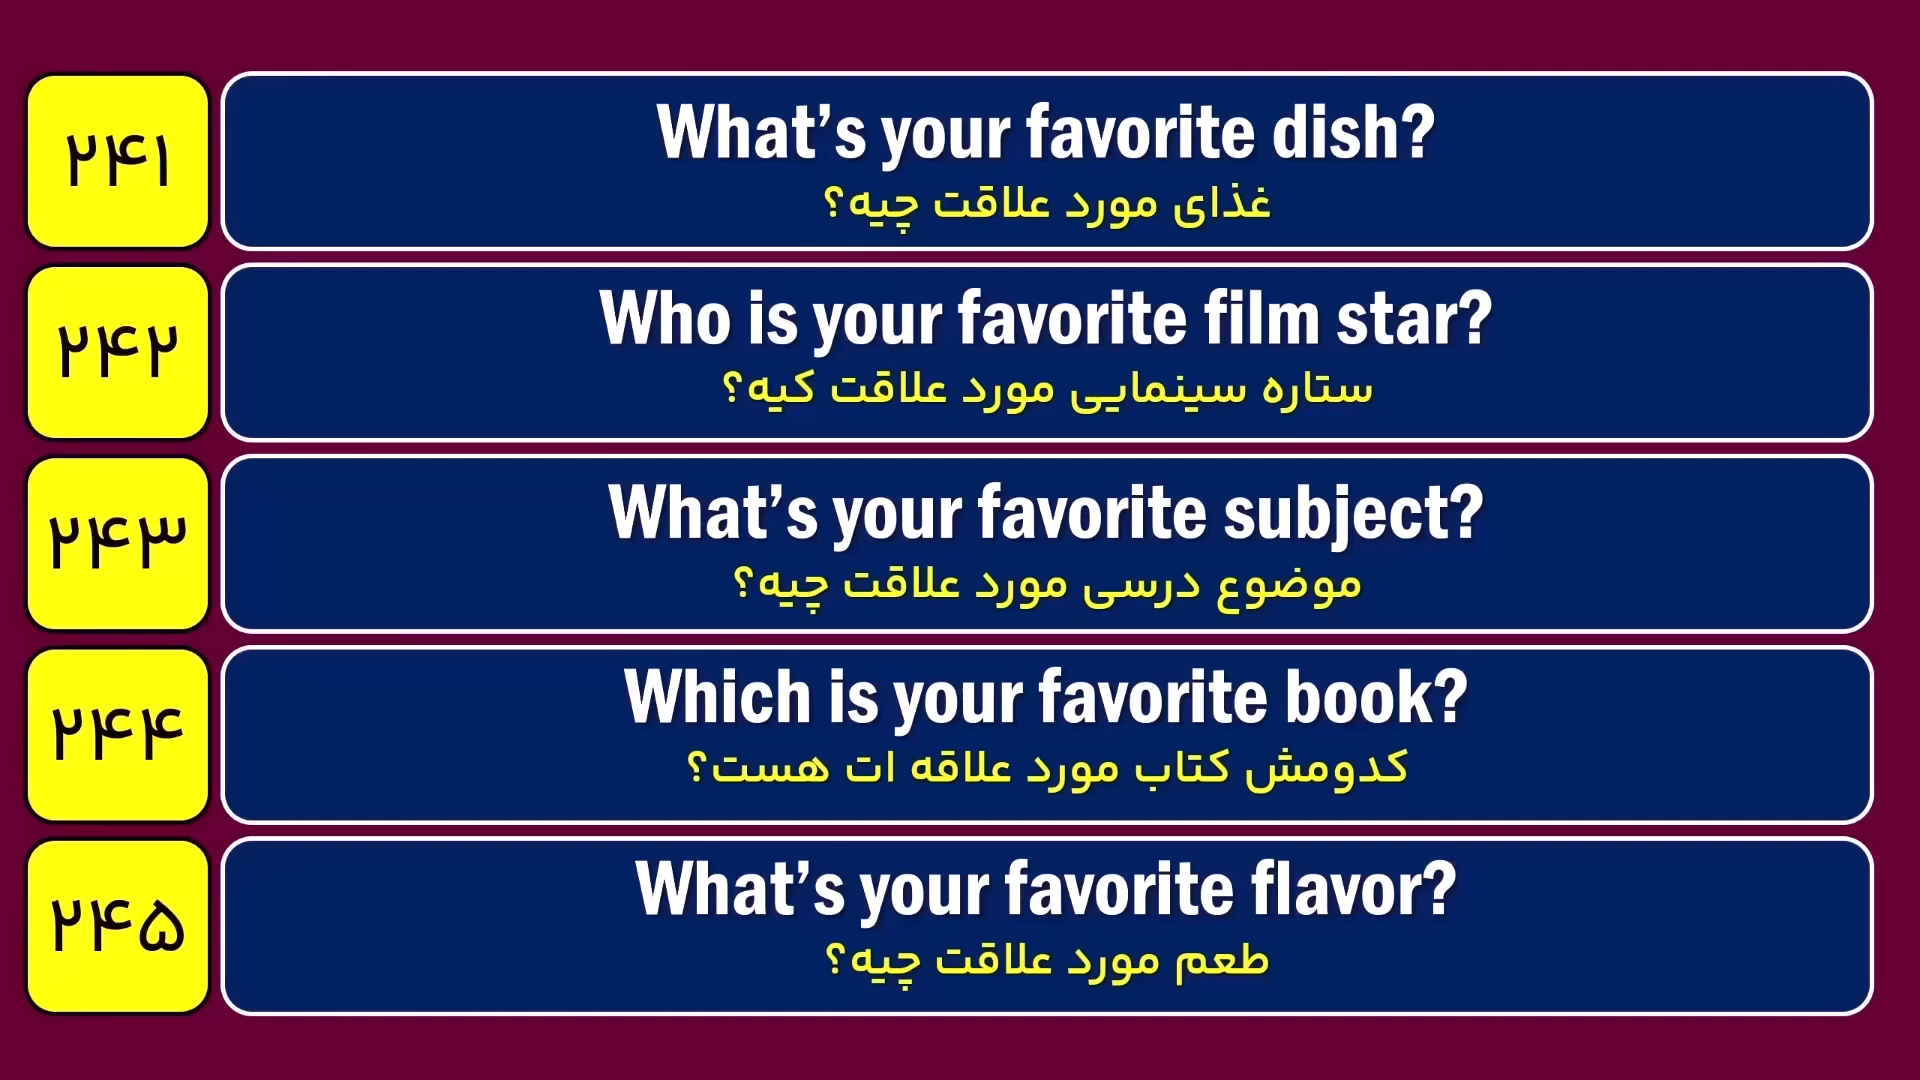 ۲۴۱
What’s your favorite dish?
غذای مورد علاقت چیه؟
۲۴۲
Who is your favorite film star?
ستاره سینمایی مورد علاقت کیه؟
۲۴۳
What’s your favorite subject?
موضوع درسی مورد علاقت چیه؟
۲۴۴
Which is your favorite book?
کدومش کتاب مورد علاقه ات هست؟
۲۴۵
What’s your favorite flavor?
طعم مورد علاقت چیه؟